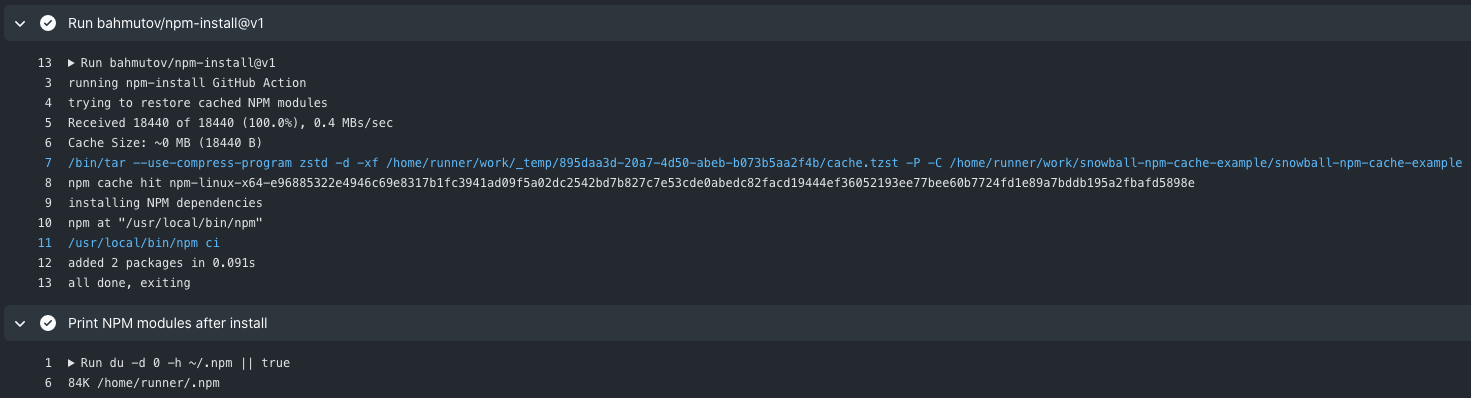 Run bahmutov/npm-install@v1
13 ▶ Run bahmutov/npm-install@v1
3 running npm-install GitHub Action
4 trying to restore cached NPM modules
5 Received 18440 of 18440 (100.0%), 0.4 MBs/sec
6 Cache Size: ~0 MB (18440 B)
7 /bin/tar --use-compress-program zstd -d -xf /home/runner/work/_temp/895daa3d-20a7-4d50-abeb-b073b5aa2f4b/cache.tzst -P -C /home/runner/work/snowball-npm-cache-example/snowball-npm-cache-example
8 npm cache hit npm-linux-x64-e96885322e4946c69e8317b1fc3941ad09f5a02dc2542bd7b827c7e53cde0abedc82facd19444ef36052193ee77bee60b7724fd1e89a7bddb195a2fbafd5898e
9 installing NPM dependencies
10 npm at "/usr/local/bin/npm"
11 /usr/local/bin/npm ci
12 added 2 packages in 0.091s
13 all done, exiting
Print NPM modules after install
1 ▶ Run du -d 0 -h ~/.npm || true
6 84K /home/runner/.npm